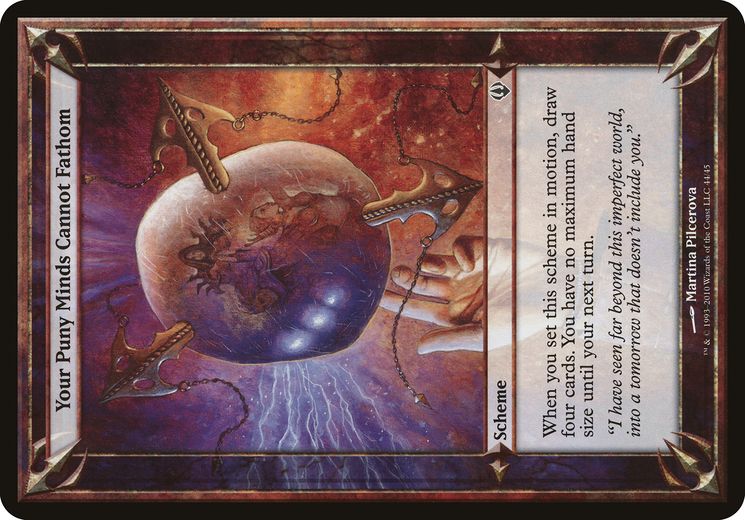 Your Puny Minds Cannot Fathom
Scheme
When you set this scheme in motion, draw
four cards. You have no maximum hand
size until your next turn.
“I have seen far beyond this imperfect world,
into a tomorrow that doesn’t include you.”
Martina Pilcerova
™ & © 1993–2010 Wizards of the Coast LLC 44/45